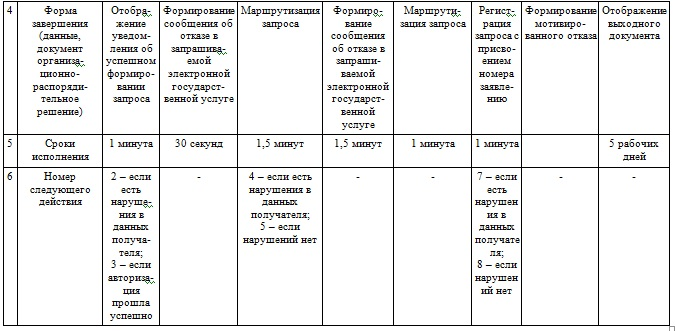 4
Форма
завершения
(данные,
документ
организа-
ционно-
распоряди-
тельное
решение)
Отобра-
жение
уведом-
ления об
успешном
формиро-
вании
запроса
Формирование
сообщения об
отказе в
запрашива-
емой
электронной
государст-
венной услуге
Маршрутизация
запроса
Формиро-
вание
сообщения
об отказе в
запраши-
ваемой
электронной
государст-
венной
услуге
Маршрути-
зация запроса
Регист-
рация
запроса с
присво-
ением
номера
заявле-
нию
Формирование
мотивиро-
ванного отказа
Отображение
выходного
документа
5
Сроки
исполнения
1 минута
30 секунд
1,5 минут
1,5 минут
1 минута
1 минута
5 рабочих
дней
6
Номер
следующего
действия
2 – если
есть
наруше-
ния в
данных
получа-
теля;
3 – если
авториза-
ция
прошла
успешно
-
4 – если есть
нарушения в
данных
получателя;
5 – если
нарушений нет
-
-
7 – если
есть
нарушен
ия в
данных
получате
ля;
8 – если
нарушен
ий нет
-
-